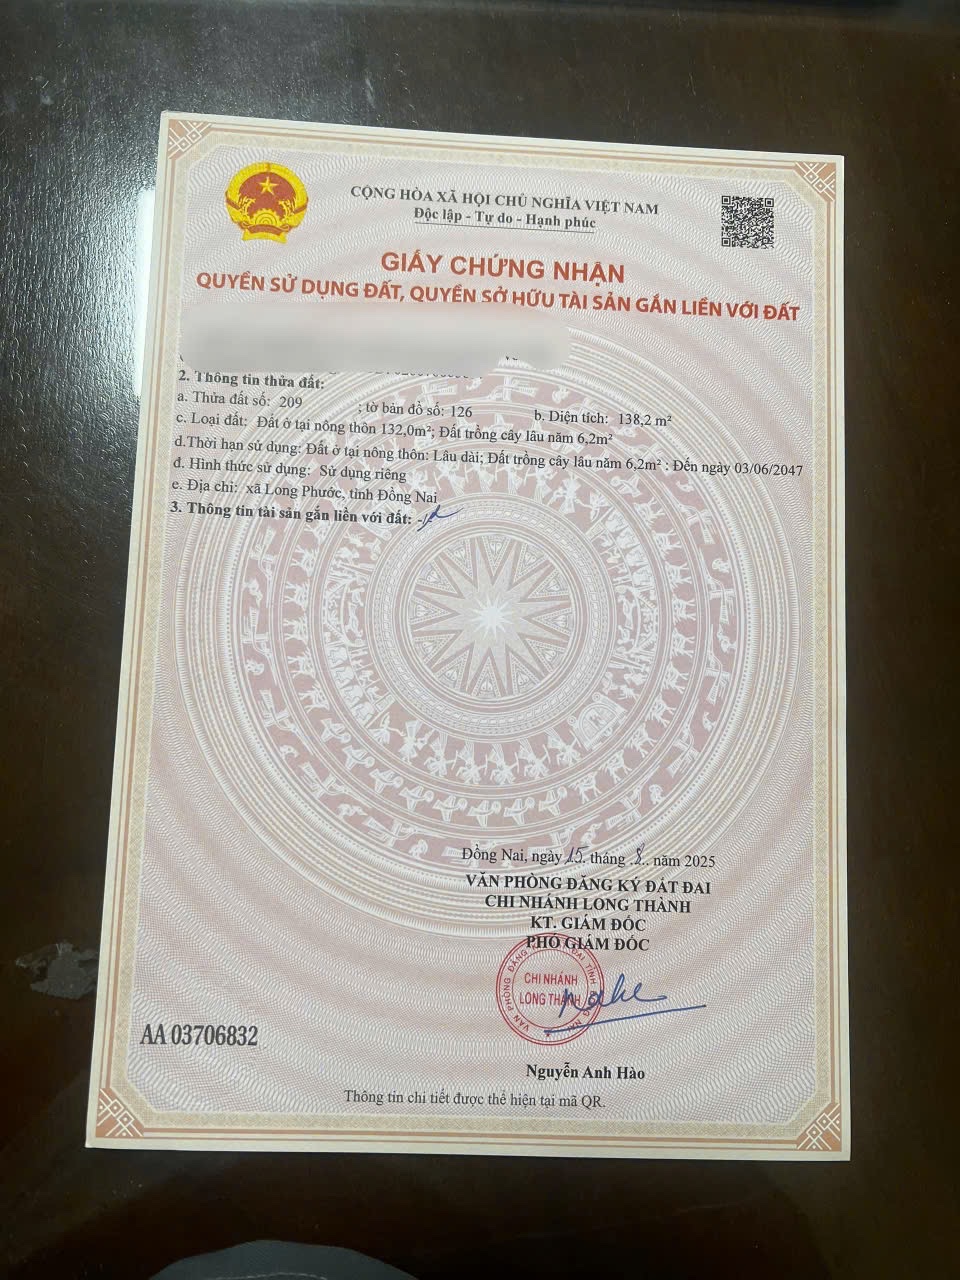 CỘNG HÒA XÃ HỘI CHỦ NGHĨA VIỆT NAM
Độc lập - Tự do - Hạnh phúc
GIẤY CHỨNG NHẬN
QUYỀN SỬ DỤNG ĐẤT, QUYỀN SỞ HỮU TÀI SẢN GẮN LIỀN VỚI ĐẤT
2. Thông tin thửa đất:
a. Thửa đất số: 209 ; tờ bản đồ số: 126 b. Diện tích: 138,2 m²
c. Loại đất: Đất ở tại nông thôn 132,0m²; Đất trồng cây lâu năm 6,2m²
d.Thời hạn sử dụng: Đất ở tại nông thôn: Lâu dài; Đất trồng cây lâu năm 6,2m² : Đến ngày 03/06/2047
đ. Hình thức sử dụng: Sử dụng riêng
e. Địa chỉ: xã Long Phước, tỉnh Đồng Nai
3. Thông tin tài sản gắn liền với đất: -/-
Đồng Nai, ngày 15. tháng .8.. năm 2025
VĂN PHÒNG ĐĂNG KÝ ĐẤT ĐAI
CHI NHÁNH LONG THÀNH
KT. GIÁM ĐỐC
PHÓ GIÁM ĐỐC
CHI NHÁNH
LONG THÀNH
AA 03706832
Nguyễn Anh Hào
Thông tin chi tiết được thể hiện tại mã QR.